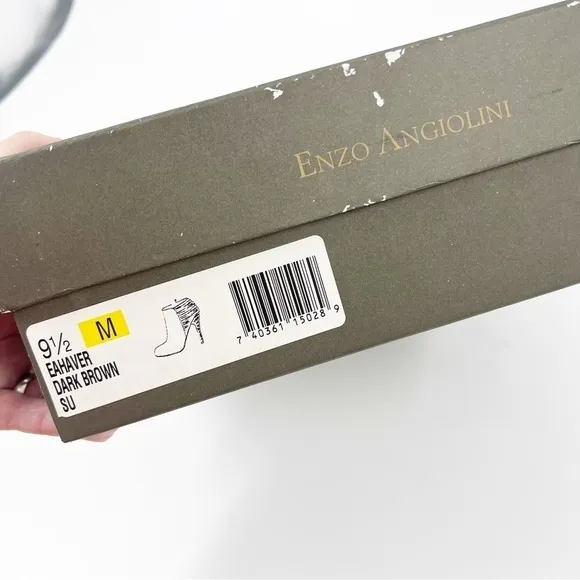 ENZO ANGIOLINI
9½ M
EAHAVER
DARK BROWN
SU
7 40361 15028 9